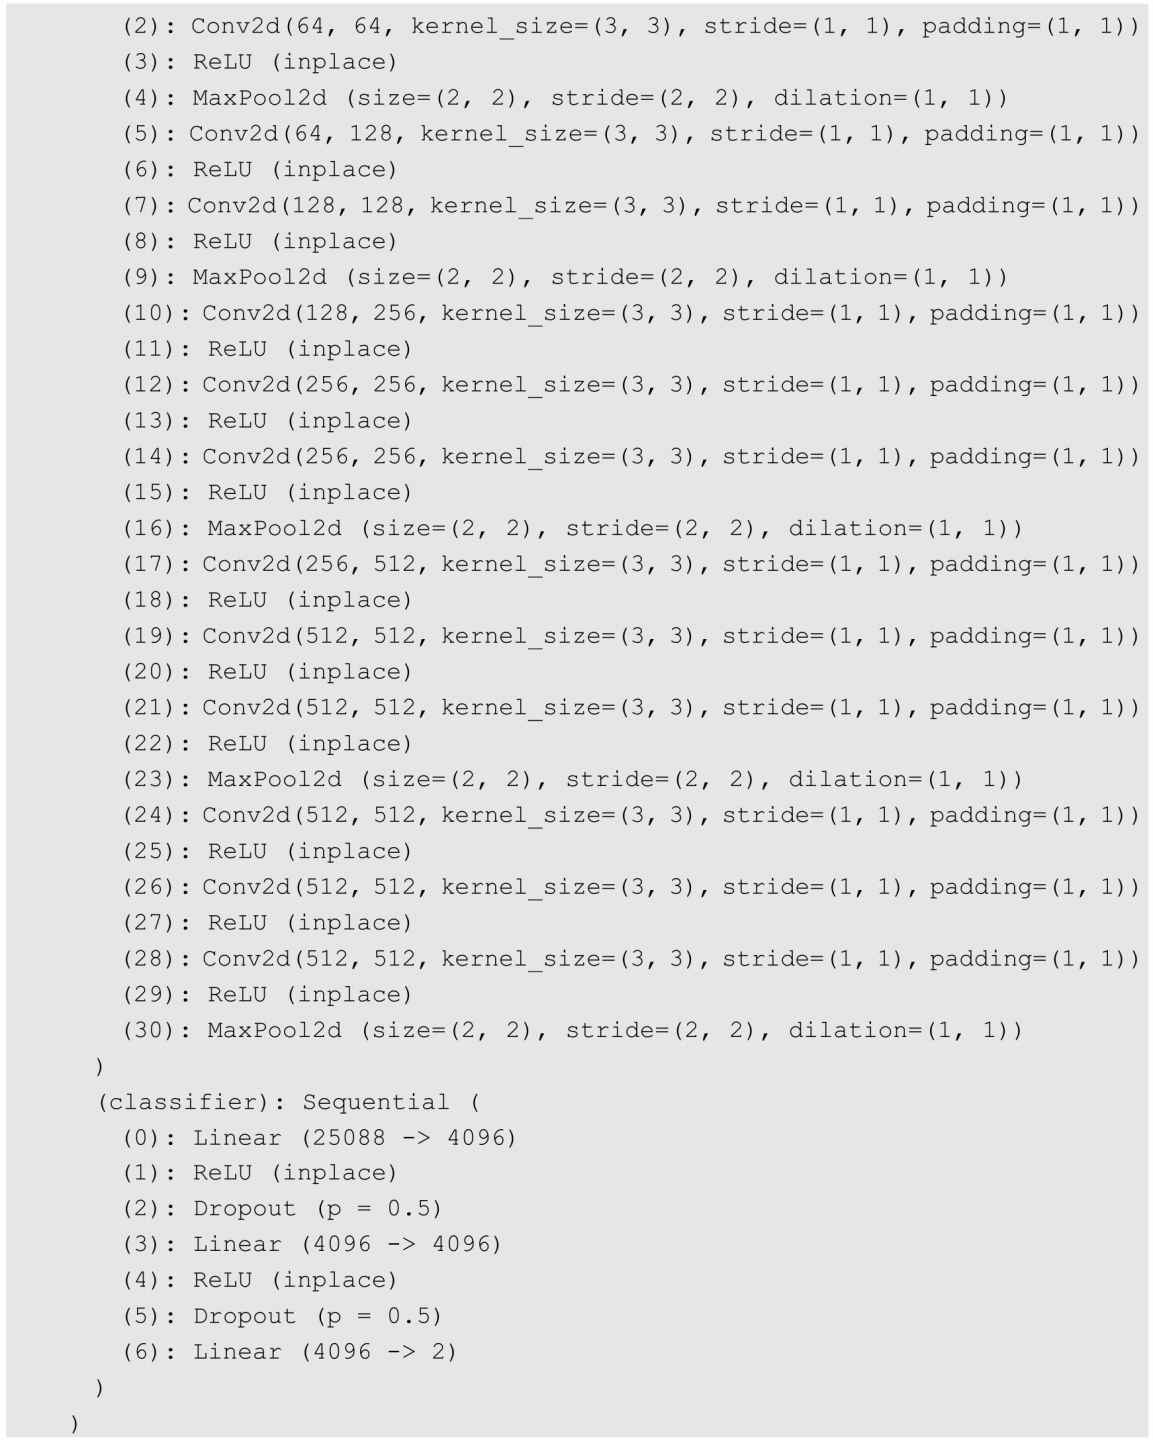 (2): Conv2d(64, 64, kernel_size=(3, 3), stride=(1, 1), padding=(1, 1))
(3): ReLU (inplace)
(4): MaxPool2d (size=(2, 2), stride=(2, 2), dilation=(1, 1))
(5): Conv2d(64, 128, kernel_size=(3, 3), stride=(1, 1), padding=(1, 1))
(6): ReLU (inplace)
(7): Conv2d(128, 128, kernel_size=(3, 3), stride=(1, 1), padding=(1, 1))
(8): ReLU (inplace)
(9): MaxPool2d (size=(2, 2), stride=(2, 2), dilation=(1, 1))
(10): Conv2d(128, 256, kernel_size=(3, 3), stride=(1, 1), padding=(1, 1))
(11): ReLU (inplace)
(12): Conv2d(256, 256, kernel_size=(3, 3), stride=(1, 1), padding=(1, 1))
(13): ReLU (inplace)
(14): Conv2d(256, 256, kernel_size=(3, 3), stride=(1, 1), padding=(1, 1))
(15): ReLU (inplace)
(16): MaxPool2d (size=(2, 2), stride=(2, 2), dilation=(1, 1))
(17): Conv2d(256, 512, kernel_size=(3, 3), stride=(1, 1), padding=(1, 1))
(18): ReLU (inplace)
(19): Conv2d(512, 512, kernel_size=(3, 3), stride=(1, 1), padding=(1, 1))
(20): ReLU (inplace)
(21): Conv2d(512, 512, kernel_size=(3, 3), stride=(1, 1), padding=(1, 1))
(22): ReLU (inplace)
(23): MaxPool2d (size=(2, 2), stride=(2, 2), dilation=(1, 1))
(24): Conv2d(512, 512, kernel_size=(3, 3), stride=(1, 1), padding=(1, 1))
(25): ReLU (inplace)
(26): Conv2d(512, 512, kernel_size=(3, 3), stride=(1, 1), padding=(1, 1))
(27): ReLU (inplace)
(28): Conv2d(512, 512, kernel_size=(3, 3), stride=(1, 1), padding=(1, 1))
(29): ReLU (inplace)
(30): MaxPool2d (size=(2, 2), stride=(2, 2), dilation=(1, 1))
)
(classifier): Sequential (
(0): Linear (25088 -> 4096)
(1): ReLU (inplace)
(2): Dropout (p = 0.5)
(3): Linear (4096 -> 4096)
(4): ReLU (inplace)
(5): Dropout (p = 0.5)
(6): Linear (4096 -> 2)
)
)